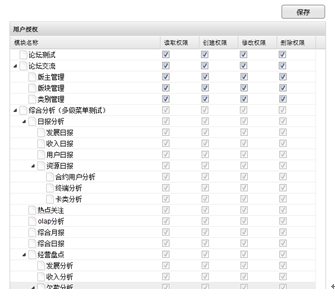 保存
用户授权
模块名称 读取权限 创建权限 修改权限 删除权限
论坛测试
论坛交流
版主管理
版块管理
类别管理
综合分析（多级菜单测试）
日报分析
发展日报
收入日报
用户日报
资源日报
合约用户分析
终端分析
卡类分析
热点关注
olap分析
综合月报
综合日报
经营盘点
发展分析
收入分析
欠费分析